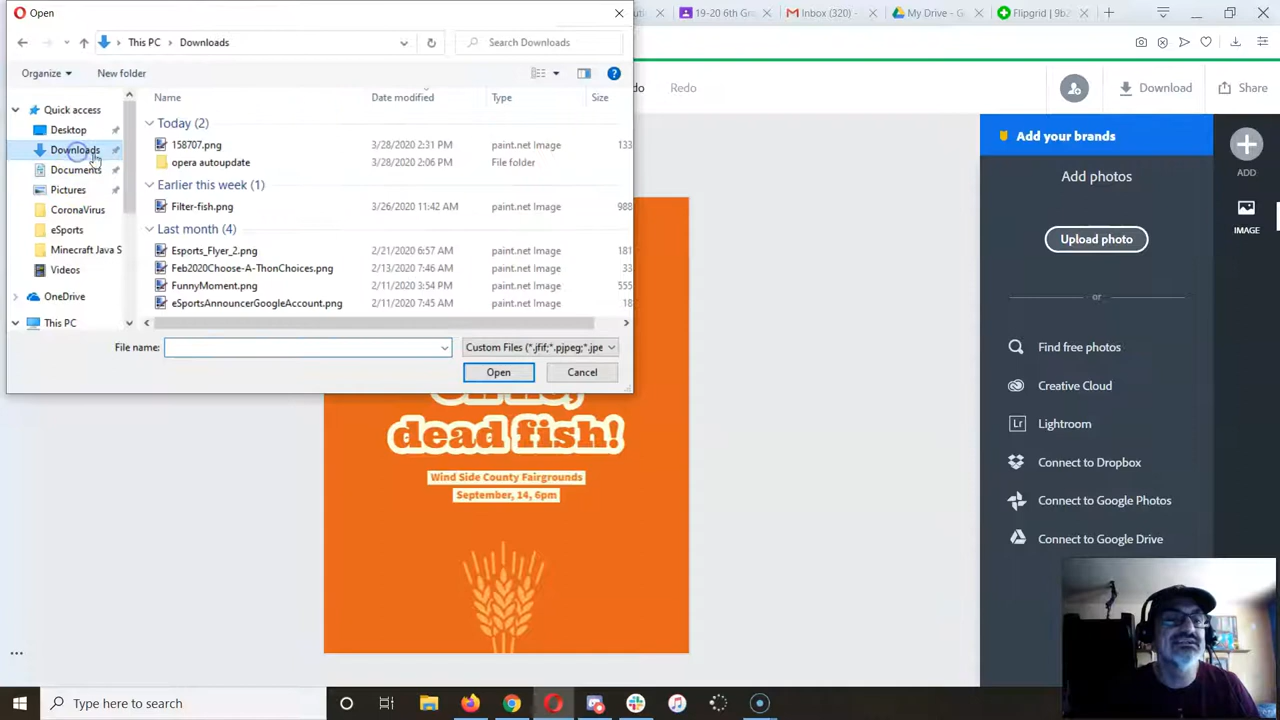 Open
19-20 6th Gra
Inbox (320) -
My Drive - G
Flipgrid | 9b2
This PC > Downloads
Search Downloads
Organize
New folder
Redo
Download
Share
Quick access
Desktop
Downloads
Documents
Pictures
CoronaVirus
eSports
Minecraft Java S
Videos
OneDrive
This PC
Name Date modified Type Size
Today (2)
158707.png 3/28/2020 2:31 PM paint.net Image 133
opera autoupdate 3/28/2020 2:06 PM File folder
Earlier this week (1)
Filter-fish.png 3/26/2020 11:42 AM paint.net Image 988
Last month (4)
Esports_Flyer_2.png 2/21/2020 6:57 AM paint.net Image 181
Feb2020Choose-A-ThonChoices.png 2/13/2020 7:46 AM paint.net Image 33
FunnyMoment.png 2/11/2020 3:54 PM paint.net Image 555
eSportsAnnouncerGoogleAccount.png 2/11/2020 7:45 AM paint.net Image 18
File name:
Custom Files (*.jfif;*.pjpeg;*.jpe
Open
Cancel
dead fish!
Wind Side County Fairgrounds
September, 14, 6pm
Add your brands
Add photos
Upload photo
or
Find free photos
Creative Cloud
Lr Lightroom
Connect to Dropbox
Connect to Google Photos
Connect to Google Drive
ADD
IMAGE
Type here to search